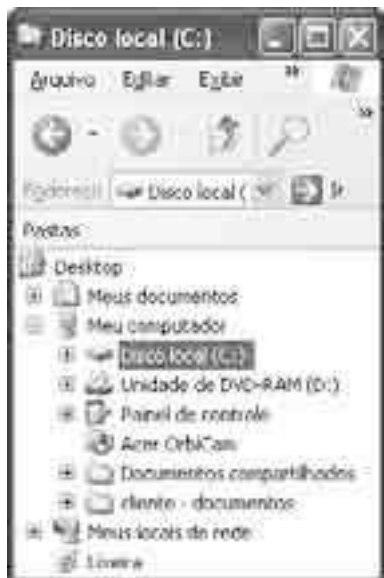 Disco local (C:)
Arquivo Editar Exibir »
»
Endereço Disco local ( Ir
Pastas
Desktop
Meus documentos
Meu computador
Disco local (C:)
Unidade de DVD-RAM (D:)
Painel de controle
Acer OrbiCam
Documentos compartilhados
cliente - documentos
Meus locais de rede
Lixeira